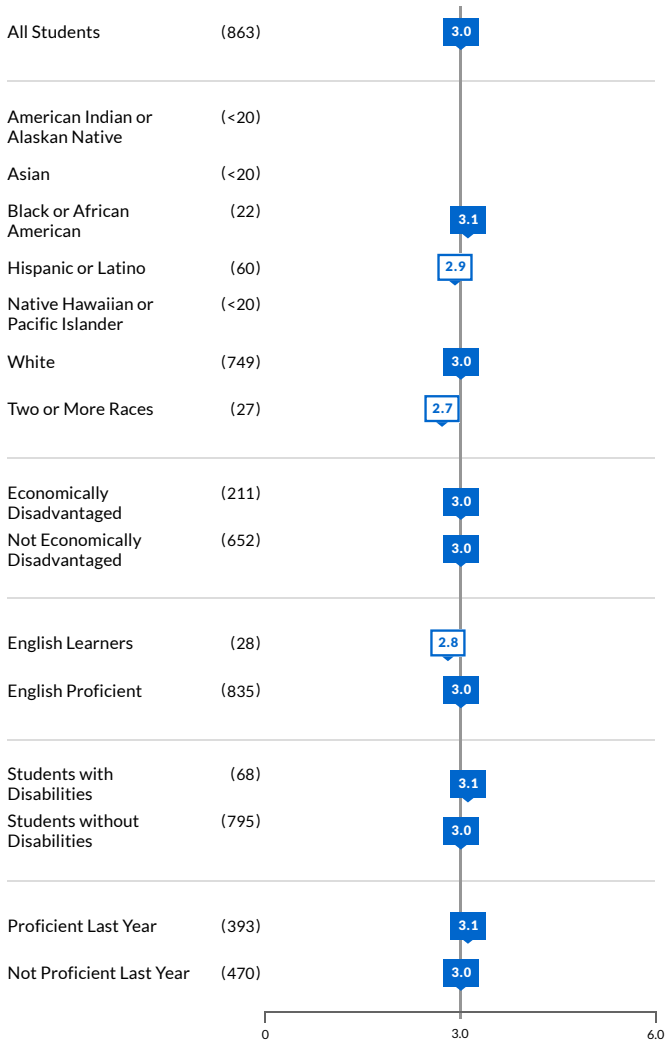 All Students (863) 3.0
American Indian or (<20)
Alaskan Native
Asian (<20)
Black or African (22) 3.1
American
Hispanic or Latino (60) 2.9
Native Hawaiian or (<20)
Pacific Islander
White (749) 3.0
Two or More Races (27) 2.7
Economically (211) 3.0
Disadvantaged
Not Economically (652) 3.0
Disadvantaged
English Learners (28) 2.8
English Proficient (835) 3.0
Students with (68) 3.1
Disabilities
Students without (795) 3.0
Disabilities
Proficient Last Year (393) 3.1
Not Proficient Last Year (470) 3.0
0 3.0 6.0